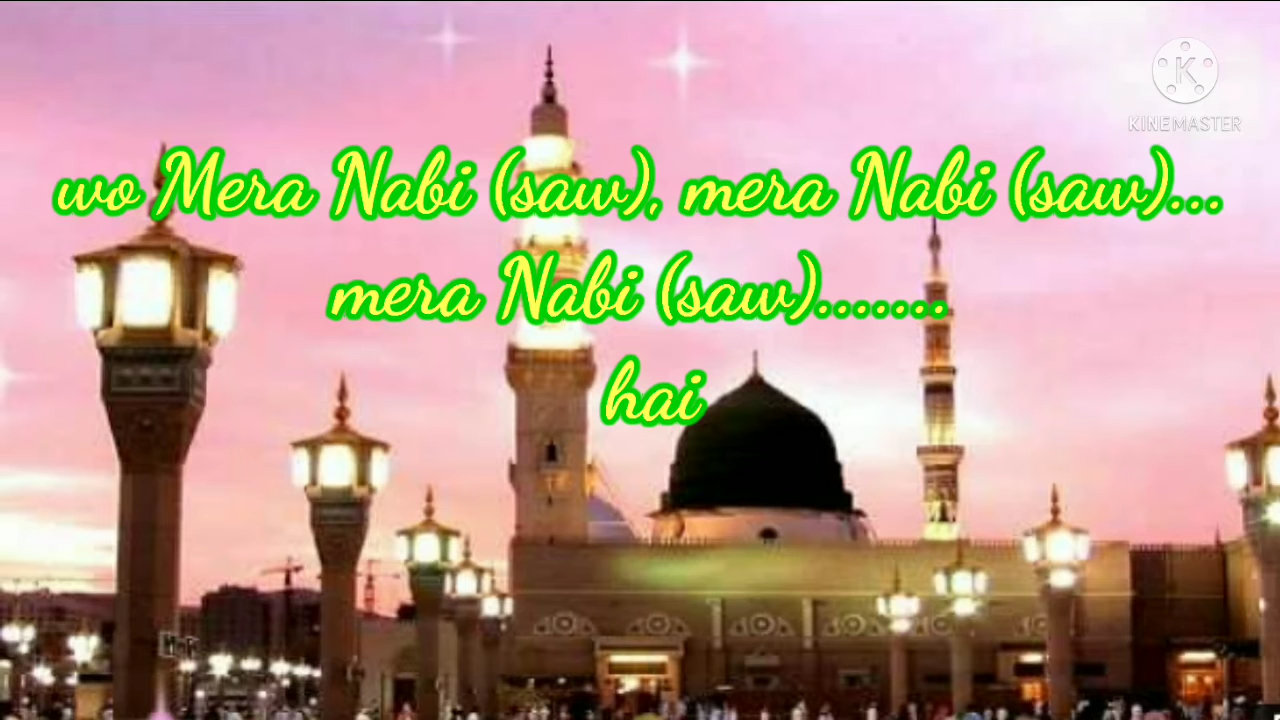 KINEMASTER
wo Mera Nabi (saw), mera Nabi (saw)...
mera Nabi (saw).......
hai